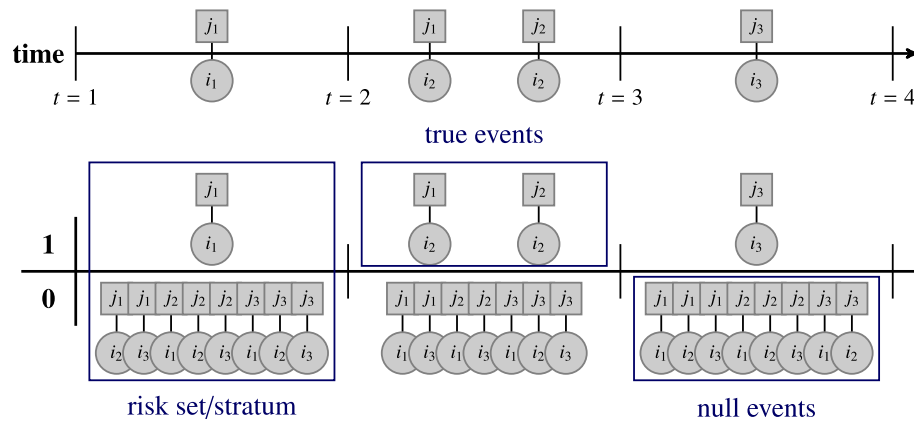 j₁ j₁ j₂ j₃
time
i₁ i₂ i₂ i₃
t = 1 t = 2 t = 3 t = 4
true events
j₁ j₁ j₂ j₃
1 i₁ i₂ i₂ i₃
0 j₁ j₁ j₂ j₂ j₂ j₃ j₃ j₃ j₁ j₁ j₂ j₂ j₃ j₃ j₃ j₁ j₁ j₁ j₂ j₂ j₂ j₃ j₃
i₂ i₃ i₁ i₂ i₃ i₁ i₂ i₃ i₁ i₃ i₁ i₃ i₁ i₂ i₃ i₁ i₂ i₃ i₁ i₂ i₃ i₁ i₂
risk set/stratum null events